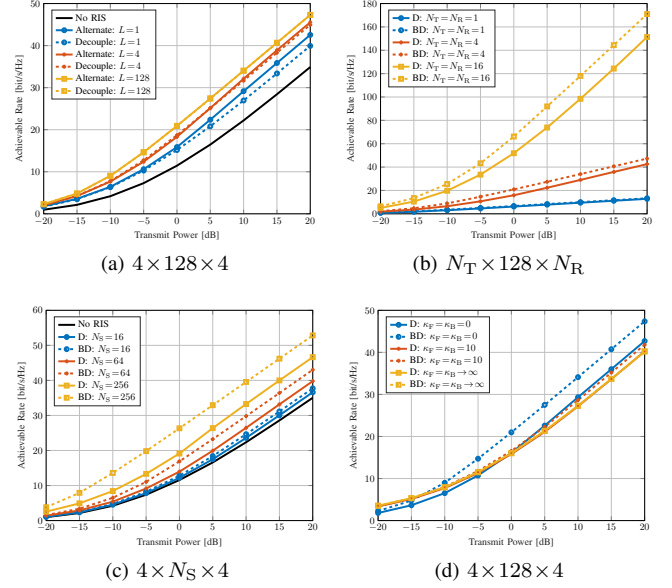 No RIS
Alternate: L=1
Decouple: L=1
Alternate: L=4
Decouple: L=4
Alternate: L=128
Decouple: L=128
Achievable Rate [bit/s/Hz]
50
40
30
20
10
0
−20 −15 −10 −5 0 5 10 15 20
Transmit Power [dB]
(a) 4×128×4
D: N_T=N_R=1
BD: N_T=N_R=1
D: N_T=N_R=4
BD: N_T=N_R=4
D: N_T=N_R=16
BD: N_T=N_R=16
Achievable Rate [bit/s/Hz]
180
160
140
120
100
80
60
40
20
0
−20 −15 −10 −5 0 5 10 15 20
Transmit Power [dB]
(b) N_T×128×N_R
No RIS
D: N_S=16
BD: N_S=16
D: N_S=64
BD: N_S=64
D: N_S=256
BD: N_S=256
Achievable Rate [bit/s/Hz]
60
50
40
30
20
10
0
−20 −15 −10 −5 0 5 10 15 20
Transmit Power [dB]
(c) 4×N_S×4
D: κ_F=κ_B=0
BD: κ_F=κ_B=0
D: κ_F=κ_B=10
BD: κ_F=κ_B=10
D: κ_F=κ_B→∞
BD: κ_F=κ_B→∞
Achievable Rate [bit/s/Hz]
50
40
30
20
10
0
−20 −15 −10 −5 0 5 10 15 20
Transmit Power [dB]
(d) 4×128×4